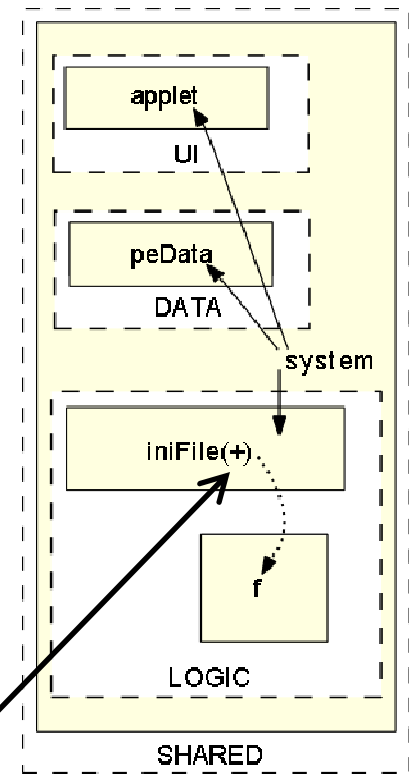 applet
UI
peData
DATA
system
iniFile(+)
f
LOGIC
SHARED